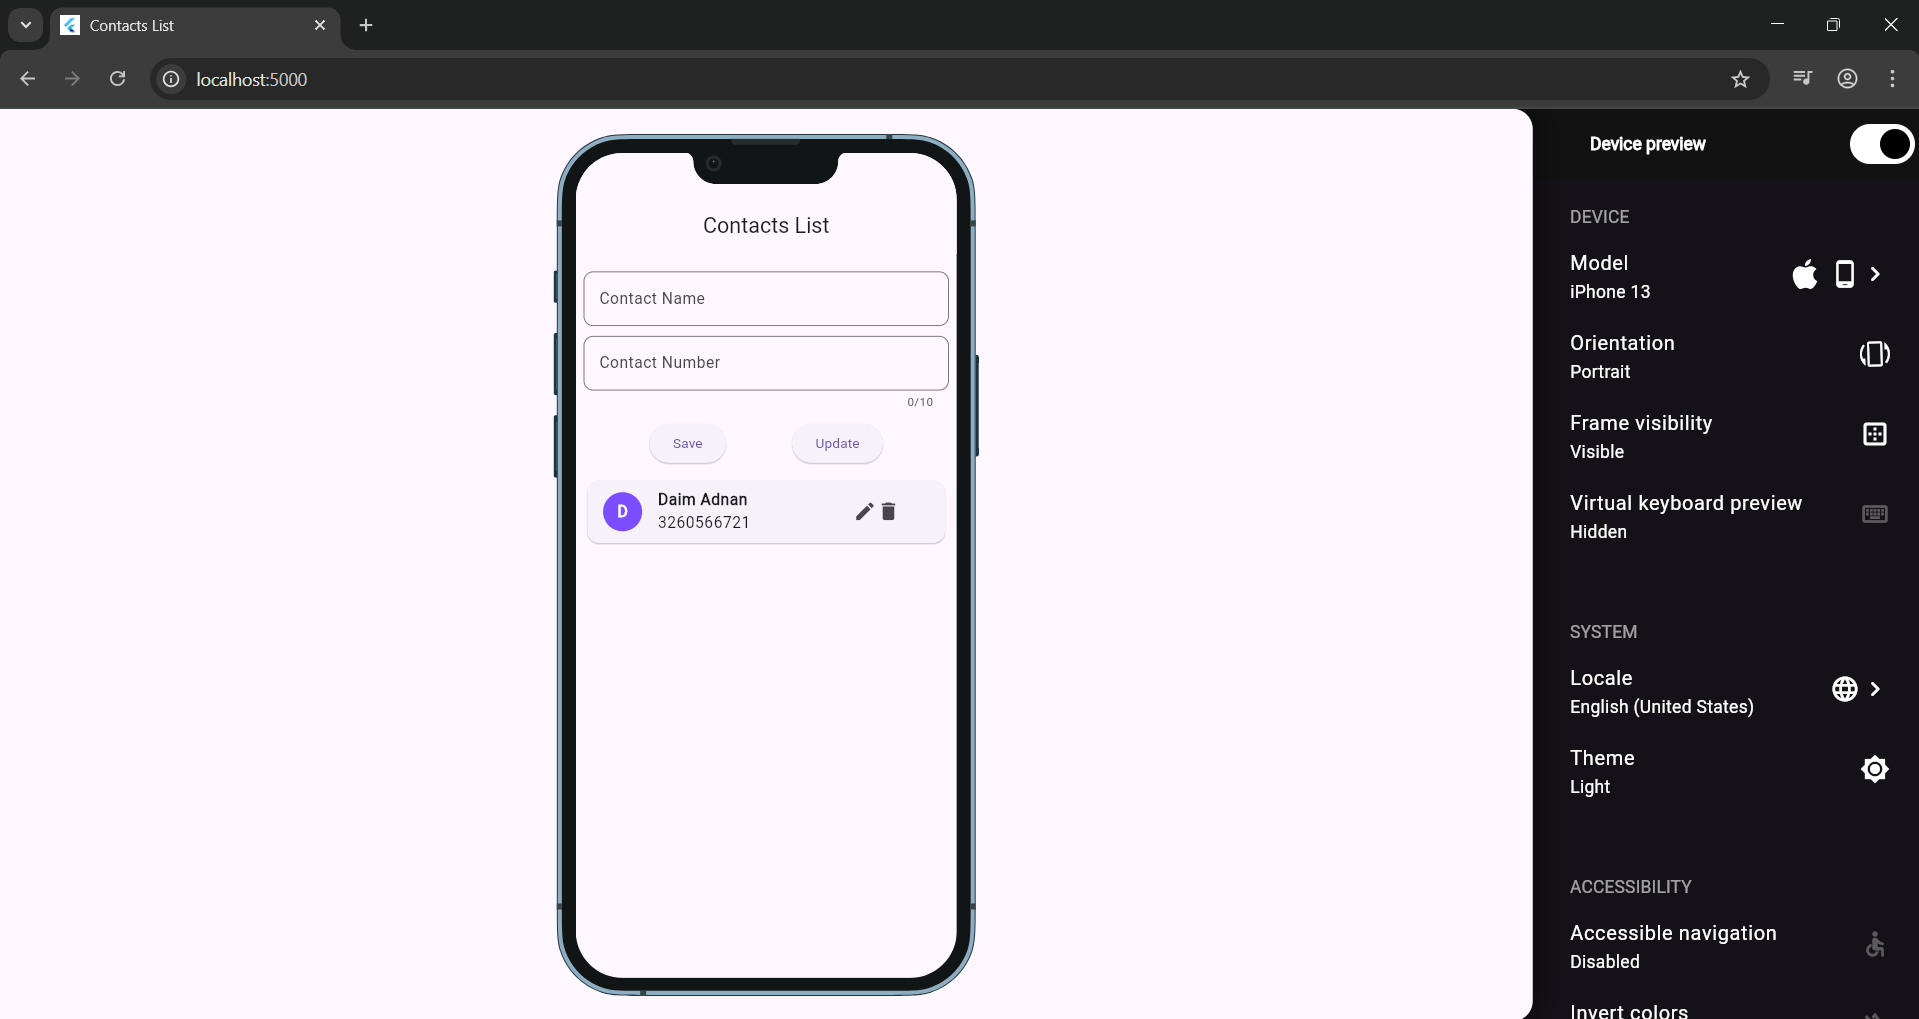 Contacts List
localhost:5000
Contacts List
Contact Name
Contact Number
0/10
Save
Update
D
Daim Adnan
3260566721
Device preview
DEVICE
Model
iPhone 13
Orientation
Portrait
Frame visibility
Visible
Virtual keyboard preview
Hidden
SYSTEM
Locale
English (United States)
Theme
Light
ACCESSIBILITY
Accessible navigation
Disabled
Invert colors